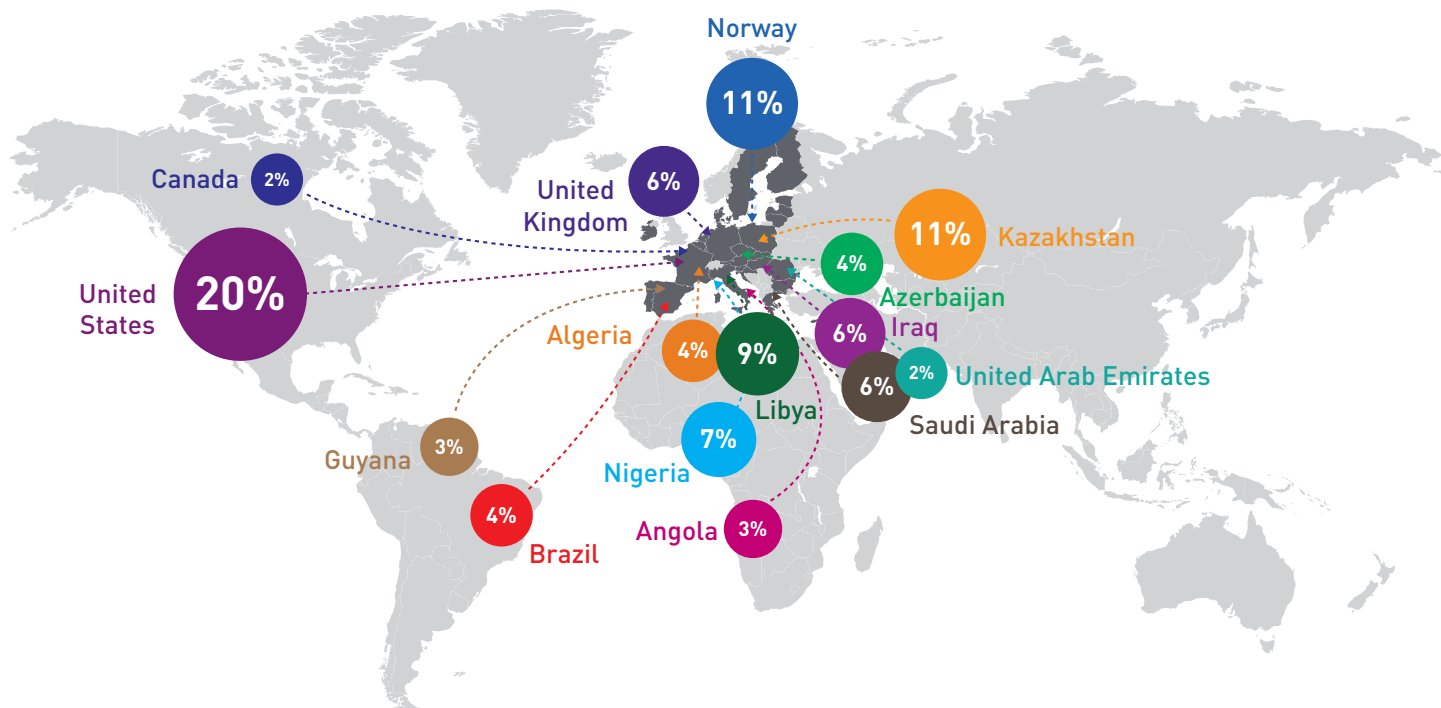 Norway
11%
Canada
2%
United
Kingdom
6%
Kazakhstan
11%
United
States
20%
Azerbaijan
4%
Iraq
6%
Algeria
4%
Libya
9%
United Arab Emirates
2%
Saudi Arabia
6%
Guyana
3%
Nigeria
7%
Brazil
4%
Angola
3%